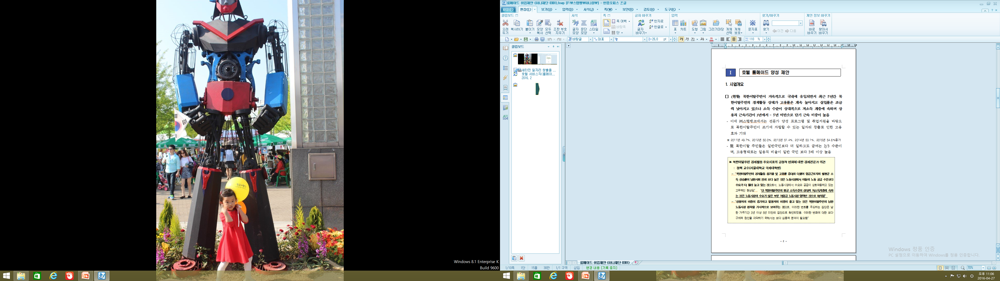 pepsi
Windows 8.1 Enterprise K
Build 9600
룸메이드 취업제안 (하나재단 0301).hwp [F:₩스탭뱅₩하나원₩] - 한컴오피스 한글
파일(F) 편집(E) 보기(U) 입력(D) 서식(J) 쪽(W) 보안(R) 검토(H) 도구(K)
클립보드 서식 쪽 글자 바꾸기 입력 찾기/바꾸기 개인 정보 바꾸기
오려 두기 복사하기 붙이기 모양 복사 모두 선택 조판 부호 지우기 글자 모양 문단 모양 스타일 쪽 여백 바탕쪽 단 글자 바꾸기 한자로 한글로 표 차트 도형 그림 그리기마당 개체 선택 개체 보호 문자표 찾기 이전 다음 바로 바꾸기 찾아서 바꾸기
바탕글 대표 26.0 pt 가 가 가 가 가 110 %
클립보드
새터민 일자리 창출을 ...
호텔 서비스직(룸메이...
2016. 2
I 호텔 룸메이드 양성 제안
1. 사업개요
□ (현황) 북한이탈주민이 지속적으로 국내에 유입되면서 최근 5년간 북
한이탈주민의 경제활동 상태가 고용률은 계속 높아지고 실업률은 조금
씩 낮아지고 있으나 소득 수준이 상대적으로 저소득 계층에 속하며 상
용직 근속기간이 3년에서 ~ 5년 미만으로 단기 근속 비중이 높음
- 이에 ㈜스탭뱅크에서는 전문가 양성 프로그램 및 취업지원을 바탕으
로 북한이탈주민이 조기에 자립할 수 있는 일자리 창출로 인한 고용
효과 기대
※ 2011년 49.7%, 2012년 50.0%, 2013년 51.4%, 2014년 53.1%, 2015년 54.6%증가
- 現 북한이탈 주민들은 일반국민보다 더 일하고도 급여는 2/3 수준이
며, 고용형태로는 일용직 비율이 일반 국민 보다 3배 이상 높음
※ 북한이탈주민 경제활동 주요지표의 긍정적 변화에 대한 경제전문가 의견
: 정혁 교수(서울대학교 국제대학원)
- "북한이탈주민의 경제활동 참가율 및 고용률 증대와 더불어 임금근로자의 월평균 소
득 상승률이 남한사회 전체 보다 높은 것은 노동시장에서 이들의 노동 공급 수준보다
수요가 더 빨리 늘고 있는 것으로서, 노동시장에서 수요와 공급이 상호작용하고 있는
고무적인 현상임", "단 북한이탈주민의 평균 소득수준이 상대적 저소득계층에 속하
는 것은 노동시장의 수요가 많은 부분 저임금 노동시장 영역인 것으로 해석됨"
- "상용직의 비중이 증가하고 일용직의 비중이 줄고 있는 것은 북한이탈주민의 남한
노동시장 정착을 가시적으로 보여주는 것으로, 이러한 변화를 주도하는 집단은 남
한 거주기간 3년 이상 5년 미만의 집단으로 확인되었음. 이러한 변화에 대한 보다
구체적 원인을 파악하기 위해서는 보다 심층적 분석이 필요함"
- 2 -
Windows 정품 인증
PC 설정으로 이동하여 Windows를 정품 인증합니다.
룸메이드 취업제안 (하나재단 0301)
1/10쪽 1단 15줄 38칸 1/1 구역 삽입 변경 내용 [기록 중지] 70%
오후 11:06
2016-04-27